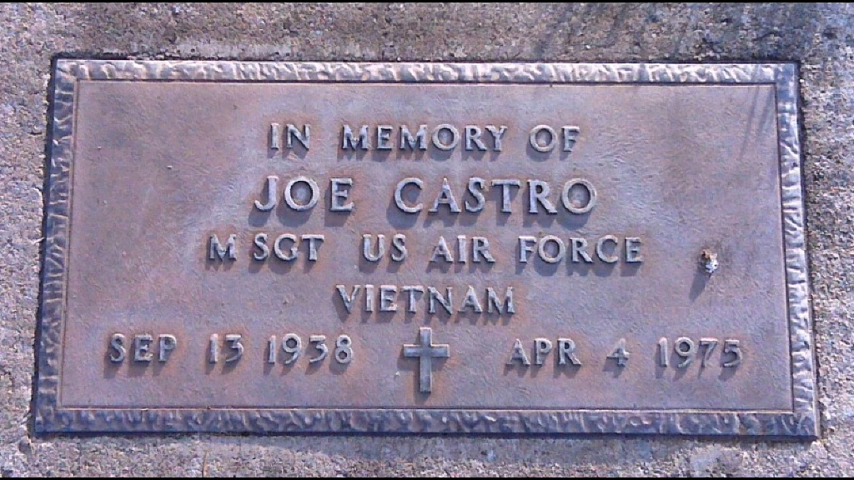 IN MEMORY OF
JOE CASTRO
M SGT US AIR FORCE
VIETNAM
SEP 13 1938 APR 4 1975